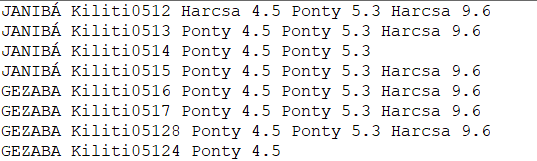 JANIBÁ Kiliti0512 Harcsa 4.5 Ponty 5.3 Harcsa 9.6
JANIBÁ Kiliti0513 Ponty 4.5 Ponty 5.3 Harcsa 9.6
JANIBÁ Kiliti0514 Ponty 4.5 Ponty 5.3
JANIBÁ Kiliti0515 Ponty 4.5 Ponty 5.3 Harcsa 9.6
GEZABA Kiliti0516 Ponty 4.5 Ponty 5.3 Harcsa 9.6
GEZABA Kiliti0517 Ponty 4.5 Ponty 5.3 Harcsa 9.6
GEZABA Kiliti05128 Ponty 4.5 Ponty 5.3 Harcsa 9.6
GEZABA Kiliti05124 Ponty 4.5